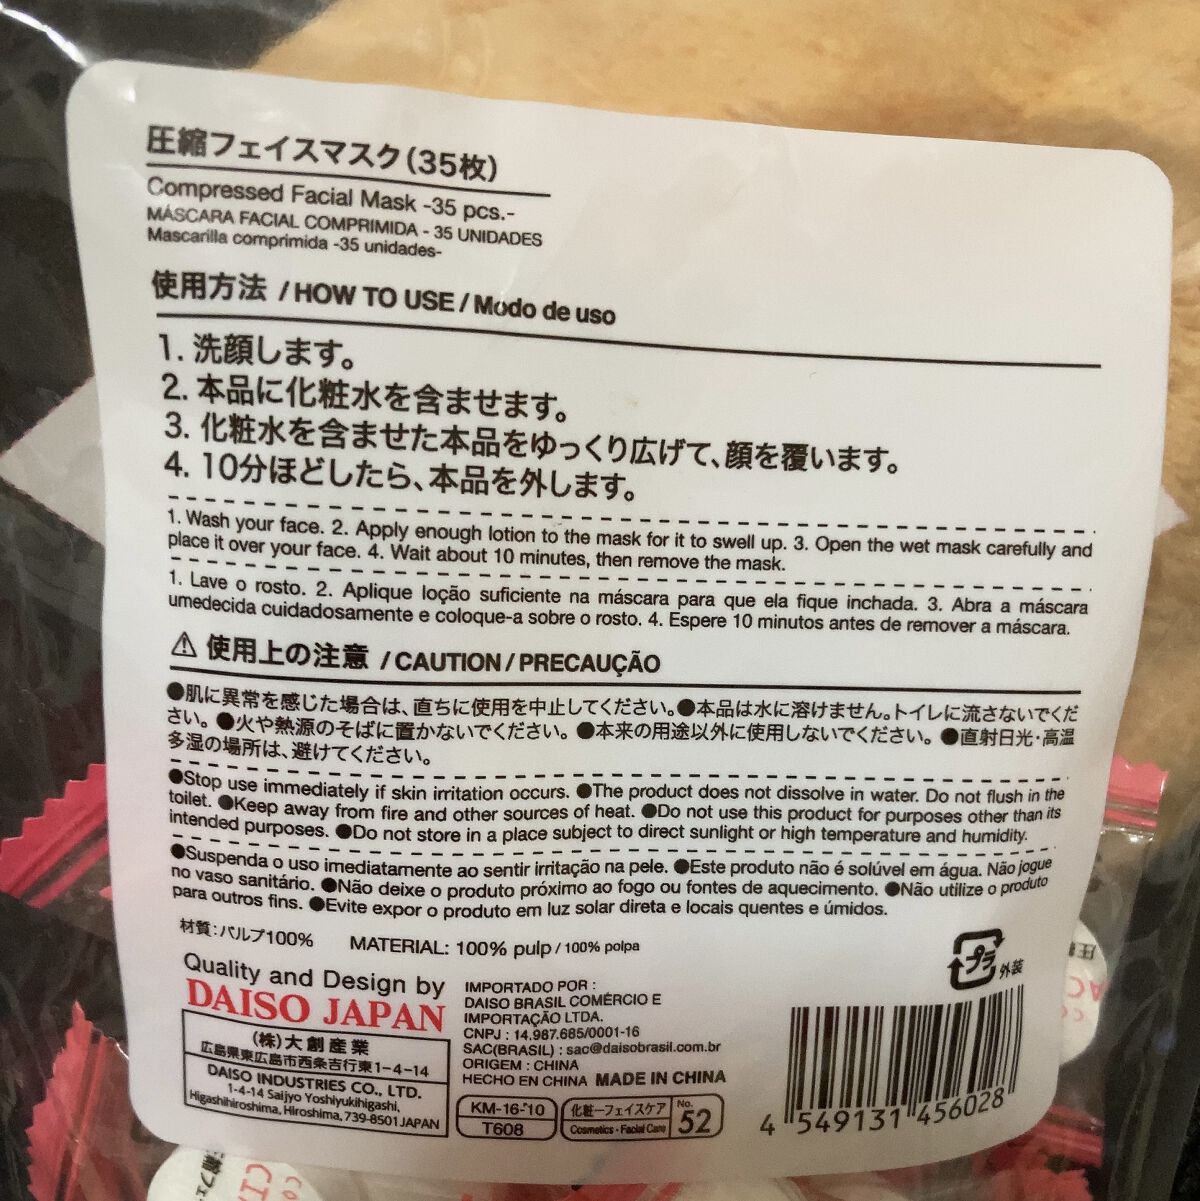 圧縮フェイスマスク(35枚)
Compressed Facial Mask -35 pcs.-
MÁSCARA FACIAL COMPRIMIDA - 35 UNIDADES
Mascarilla comprimida -35 unidades-
使用方法 / HOW TO USE / Modo de uso
1. 洗顔します。
2. 本品に化粧水を含ませます。
3. 化粧水を含ませた本品をゆっくり広げて、顔を覆います。
4. 10分ほどしたら、本品を外します。
1. Wash your face. 2. Apply enough lotion to the mask for it to swell up. 3. Open the wet mask carefully and
place it over your face. 4. Wait about 10 minutes, then remove the mask.
1. Lave o rosto. 2. Aplique loção suficiente na máscara para que ela fique inchada. 3. Abra a máscara
umedecida cuidadosamente e coloque-a sobre o rosto. 4. Espere 10 minutos antes de remover a máscara.
⚠ 使用上の注意 / CAUTION / PRECAUÇÃO
●肌に異常を感じた場合は、直ちに使用を中止してください。●本品は水に溶けません。トイレに流さないでくだ
さい。●火や熱源のそばに置かないでください。●本来の用途以外に使用しないでください。●直射日光・高温
多湿の場所は、避けてください。
●Stop use immediately if skin irritation occurs. ●The product does not dissolve in water. Do not flush in the
toilet. ●Keep away from fire and other sources of heat. ●Do not use this product for purposes other than its
intended purposes. ●Do not store in a place subject to direct sunlight or high temperature and humidity.
●Suspenda o uso imediatamente ao sentir irritação na pele. ●Este produto não é solúvel em água. Não jogue
no vaso sanitário. ●Não deixe o produto próximo ao fogo ou fontes de aquecimento. ●Não utilize o produto
para outros fins. ●Evite expor o produto em luz solar direta e locais quentes e úmidos.
材質:パルプ100% MATERIAL: 100% pulp / 100% polpa
プラ 外装
Quality and Design by
DAISO JAPAN
(株)大創産業
広島県東広島市西条吉行東1-4-14
DAISO INDUSTRIES CO., LTD.
1-4-14 Saijyo Yoshiyukihigashi,
Higashihiroshima, Hiroshima, 739-8501 JAPAN
IMPORTADO POR :
DAISO BRASIL COMÉRCIO E
IMPORTAÇÃO LTDA.
CNPJ : 14.987.685/0001-16
SAC(BRASIL) : sac@daisobrasil.com.br
ORIGEM : CHINA
HECHO EN CHINA MADE IN CHINA
KM-16-'10
T608
化粧-フェイスケア
Cosmetics - Facial Care
No.
52
4 549131 456028